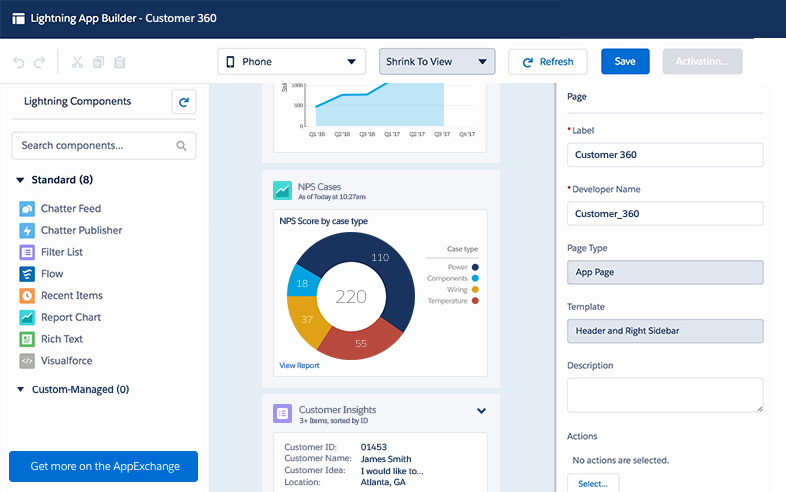 Lightning App Builder - Customer 360
Phone
Shrink To View
Refresh
Save
Activation...
Lightning Components
Search components...
Standard (8)
Chatter Feed
Chatter Publisher
Filter List
Flow
Recent Items
Report Chart
Rich Text
Visualforce
Custom-Managed (0)
Get more on the AppExchange
1000
500
0
Q1 '16 Q2 '16 Q3 '16 Q1 '17 Q2 '17 Q3 '17 Q4 '17
NPS Cases
As of Today at 10:27am
NPS Score by case type
110
18
220
37
55
Case type
Power
Components
Wiring
Temperature
View Report
Customer Insights
3+ Items, sorted by ID
Customer ID: 01453
Customer Name: James Smith
Customer Idea: I would like to...
Location: Atlanta, GA
Page
* Label
Customer 360
* Developer Name
Customer_360
Page Type
App Page
Template
Header and Right Sidebar
Description
Actions
No actions are selected.
Select...